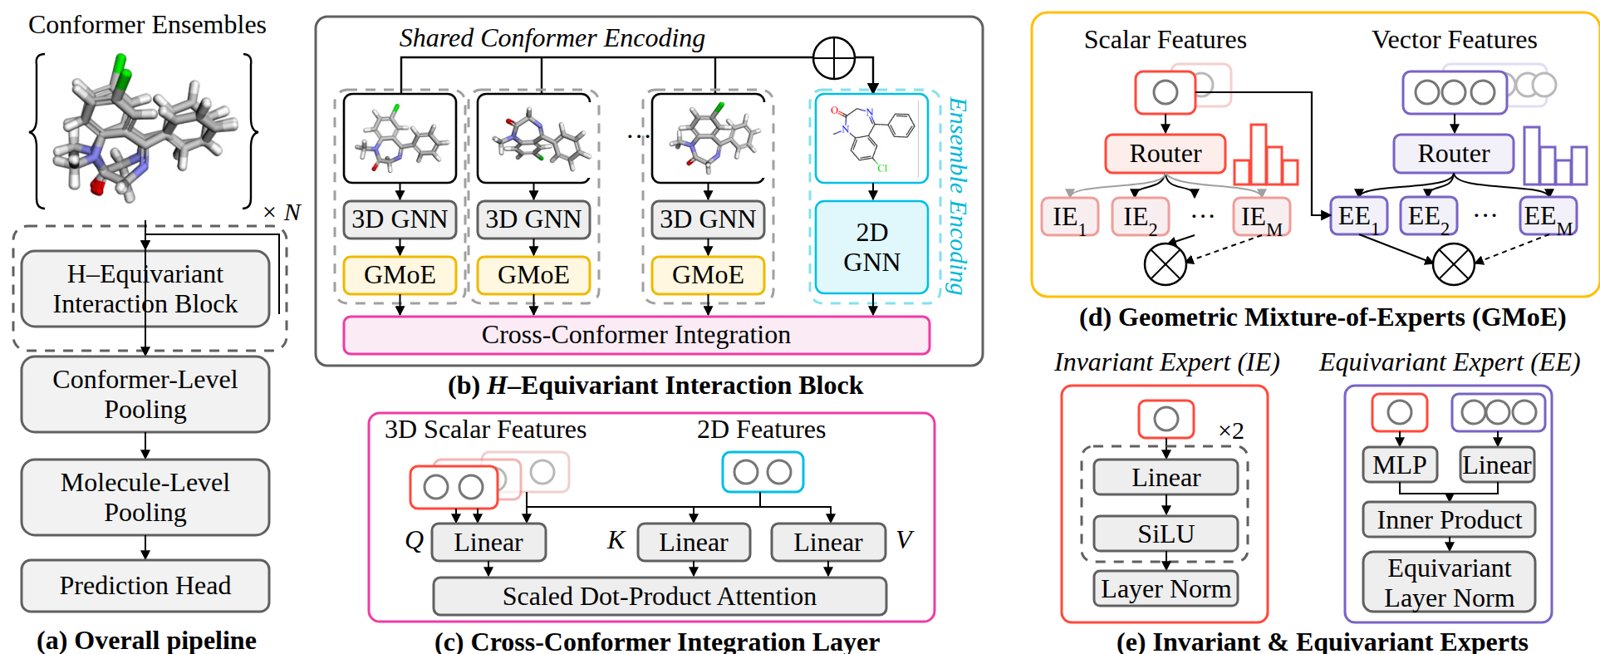 Conformer Ensembles
× N
H–Equivariant
Interaction Block
Conformer-Level
Pooling
Molecule-Level
Pooling
Prediction Head
(a) Overall pipeline
Shared Conformer Encoding
O
N
N
Cl
3D GNN
3D GNN
...
3D GNN
2D
GNN
GMoE
GMoE
GMoE
Ensemble Encoding
Cross-Conformer Integration
(b) H–Equivariant Interaction Block
3D Scalar Features
2D Features
Q
Linear
K
Linear
Linear
V
Scaled Dot-Product Attention
(c) Cross-Conformer Integration Layer
Scalar Features
Vector Features
Router
Router
IE1
IE2
...
IEM
EE1
EE2
...
EEM
(d) Geometric Mixture-of-Experts (GMoE)
Invariant Expert (IE)
×2
Linear
SiLU
Layer Norm
Equivariant Expert (EE)
MLP
Linear
Inner Product
Equivariant
Layer Norm
(e) Invariant & Equivariant Experts